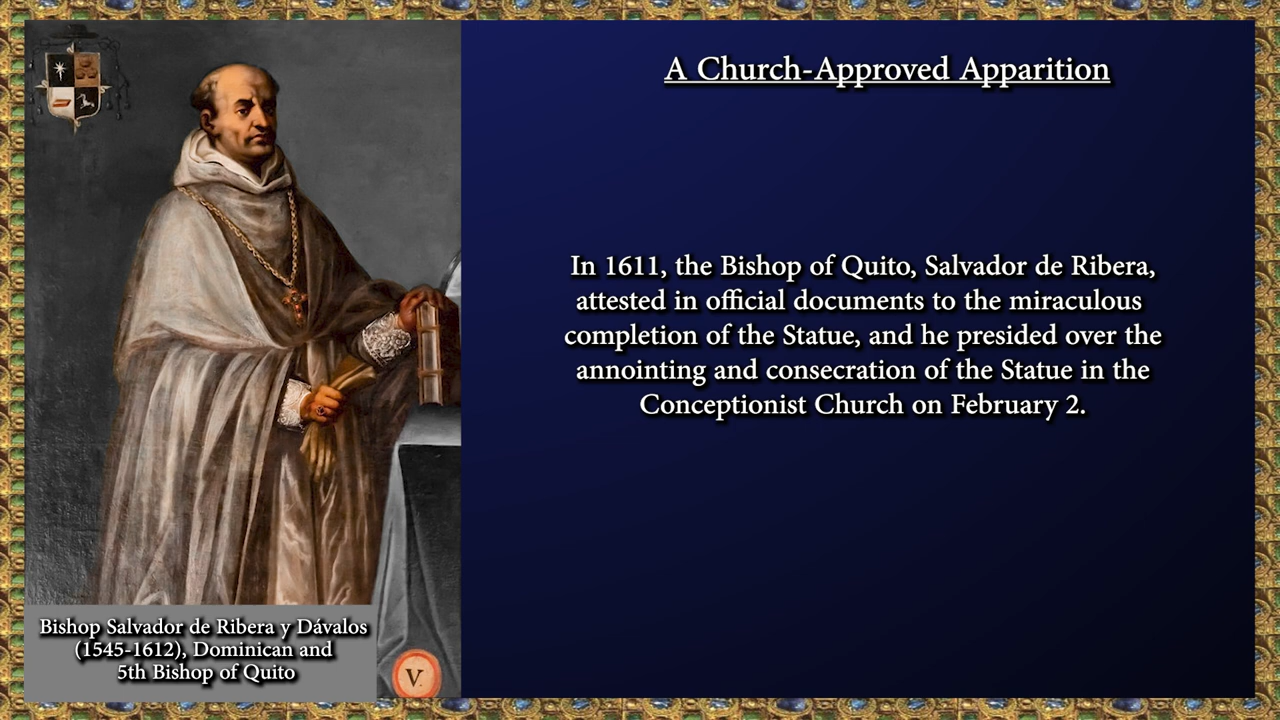 A Church-Approved Apparition
In 1611, the Bishop of Quito, Salvador de Ribera,
attested in official documents to the miraculous
completion of the Statue, and he presided over the
annointing and consecration of the Statue in the
Conceptionist Church on February 2.
Bishop Salvador de Ribera y Dávalos
(1545-1612), Dominican and
5th Bishop of Quito
V.